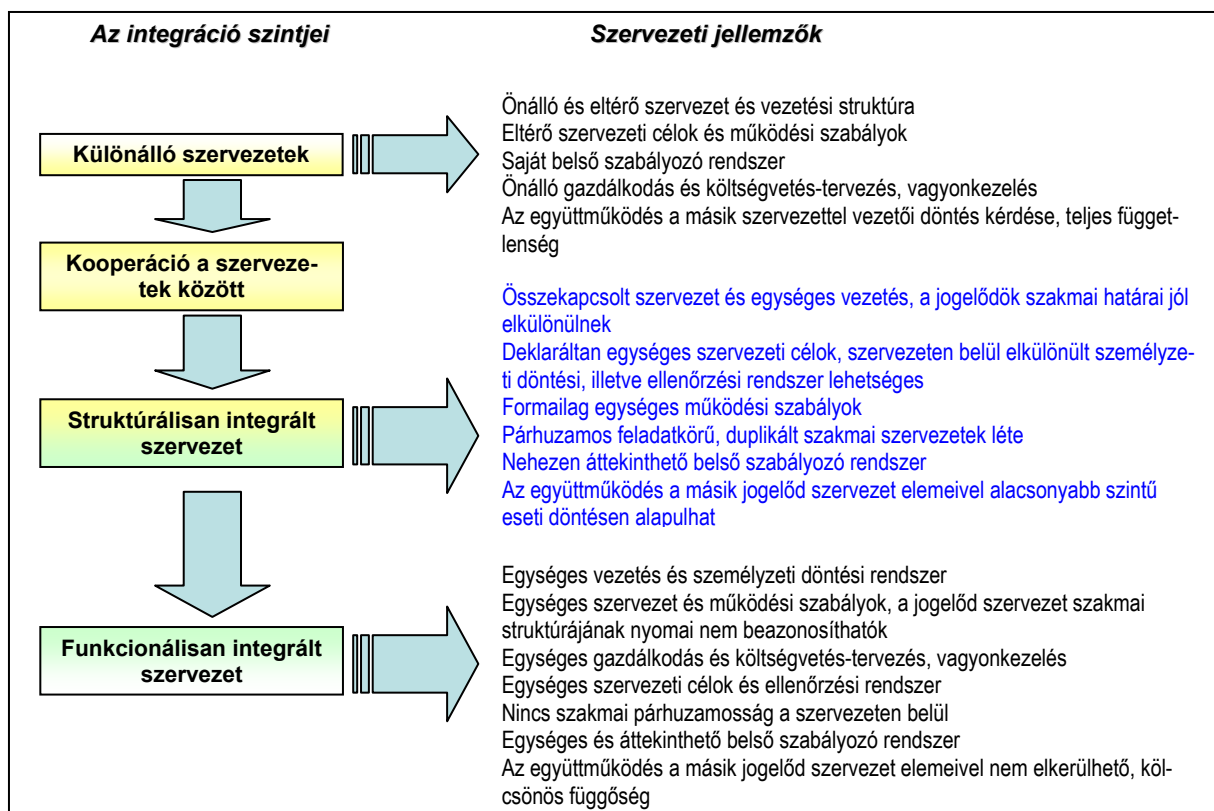 Az integráció szintjei
Szervezeti jellemzők
Különálló szervezetek
Önálló és eltérő szervezet és vezetési struktúra
Eltérő szervezeti célok és működési szabályok
Saját belső szabályozó rendszer
Önálló gazdálkodás és költségvetés-tervezés, vagyonkezelés
Az együttműködés a másik szervezettel vezetői döntés kérdése, teljes függet-
lenség
Kooperáció a szerveze-
tek között
Struktúrálisan integrált
szervezet
Összekapcsolt szervezet és egységes vezetés, a jogelődök szakmai határai jól
elkülönülnek
Deklaráltan egységes szervezeti célok, szervezeten belül elkülönült személyze-
ti döntési, illetve ellenőrzési rendszer lehetséges
Formailag egységes működési szabályok
Párhuzamos feladatkörű, duplikált szakmai szervezetek léte
Nehezen áttekinthető belső szabályozó rendszer
Az együttműködés a másik jogelőd szervezet elemeivel alacsonyabb szintű
eseti döntésen alapulhat
Funkcionálisan integrált
szervezet
Egységes vezetés és személyzeti döntési rendszer
Egységes szervezet és működési szabályok, a jogelőd szervezet szakmai
struktúrájának nyomai nem beazonosíthatók
Egységes gazdálkodás és költségvetés-tervezés, vagyonkezelés
Egységes szervezeti célok és ellenőrzési rendszer
Nincs szakmai párhuzamosság a szervezeten belül
Egységes és áttekinthető belső szabályozó rendszer
Az együttműködés a másik jogelőd szervezet elemeivel nem elkerülhető, köl-
csönös függőség